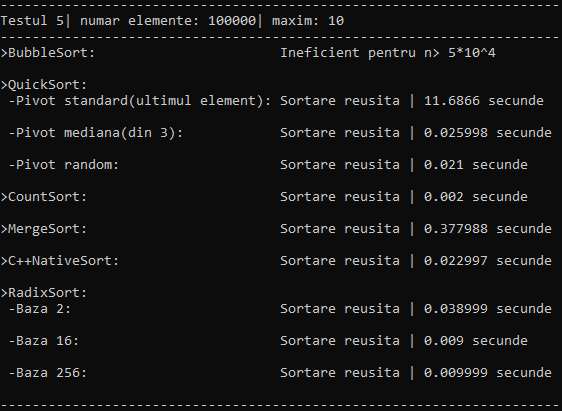 ----------------------------------------------------------------------
Testul 5| numar elemente: 100000| maxim: 10
----------------------------------------------------------------------
>BubbleSort: Ineficient pentru n> 5*10^4
>QuickSort:
-Pivot standard(ultimul element): Sortare reusita | 11.6866 secunde
-Pivot mediana(din 3): Sortare reusita | 0.025998 secunde
-Pivot random: Sortare reusita | 0.021 secunde
>CountSort: Sortare reusita | 0.002 secunde
>MergeSort: Sortare reusita | 0.377988 secunde
>C++NativeSort: Sortare reusita | 0.022997 secunde
>RadixSort:
-Baza 2: Sortare reusita | 0.038999 secunde
-Baza 16: Sortare reusita | 0.009 secunde
-Baza 256: Sortare reusita | 0.009999 secunde
----------------------------------------------------------------------